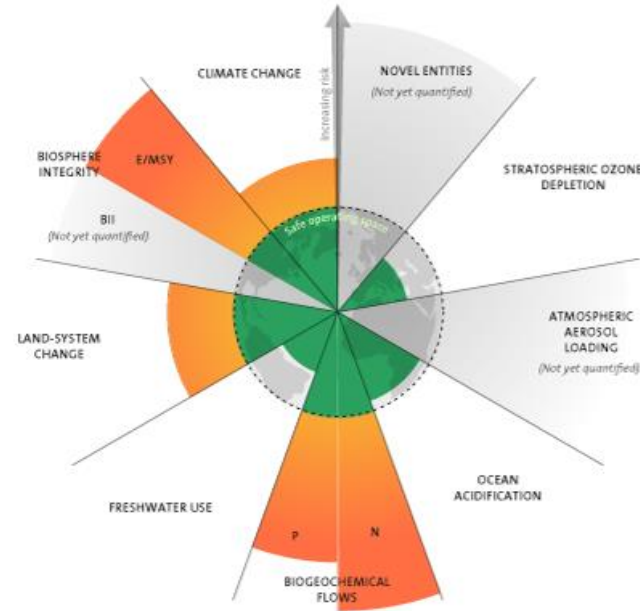 CLIMATE CHANGE
Increasing risk
NOVEL ENTITIES
(Not yet quantified)
STRATOSPHERIC OZONE
DEPLETION
ATMOSPHERIC
AEROSOL
LOADING
(Not yet quantified)
OCEAN
ACIDIFICATION
BIOGEOCHEMICAL
FLOWS
P
N
FRESHWATER USE
LAND-SYSTEM
CHANGE
BIOSPHERE
INTEGRITY
E/MSY
BII
(Not yet quantified)
Safe operating space